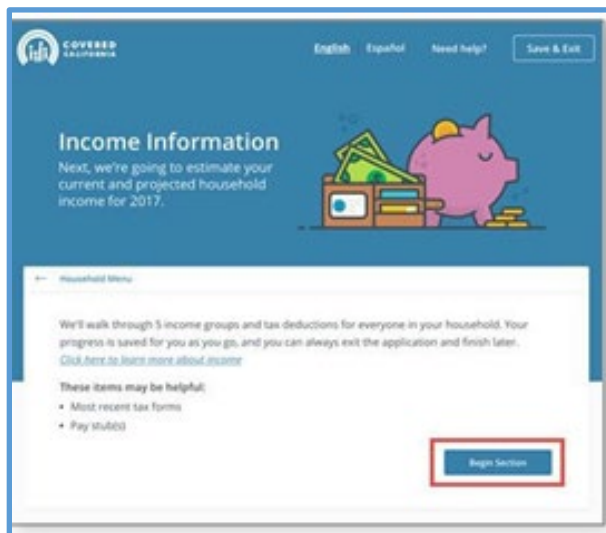 COVERED
CALIFORNIA
English Español Need help? Save & Exit
Income Information
Next, we're going to estimate your
current and projected household
income for 2017.
← Household Menu
We'll walk through 5 income groups and tax deductions for everyone in your household. Your
progress is saved for you as you go, and you can always exit the application and finish later.
Click here to learn more about income
These items may be helpful:
• Most recent tax forms
• Pay stub(s)
Begin Section